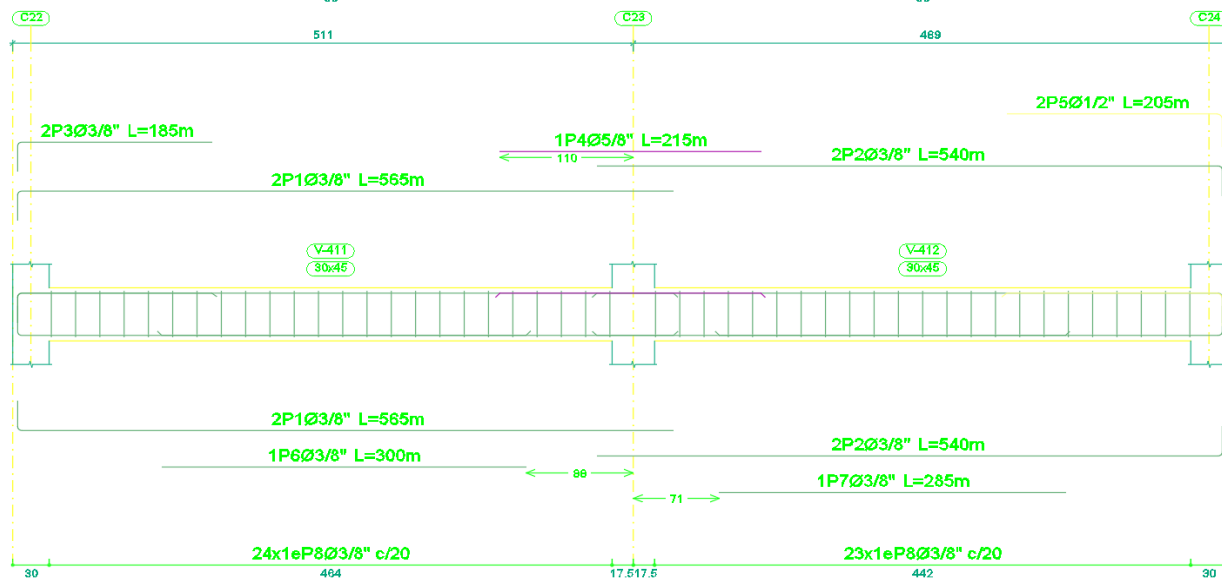 C22
C23
C24
511
489
2P5Ø1/2" L=205m
2P3Ø3/8" L=185m
1P4Ø5/8" L=215m
110
2P2Ø3/8" L=540m
2P1Ø3/8" L=565m
V-411
30x45
V-412
30x45
2P1Ø3/8" L=565m
2P2Ø3/8" L=540m
1P6Ø3/8" L=300m
88
1P7Ø3/8" L=285m
71
24x1eP8Ø3/8" c/20
23x1eP8Ø3/8" c/20
30
464
17.5
17.5
442
30